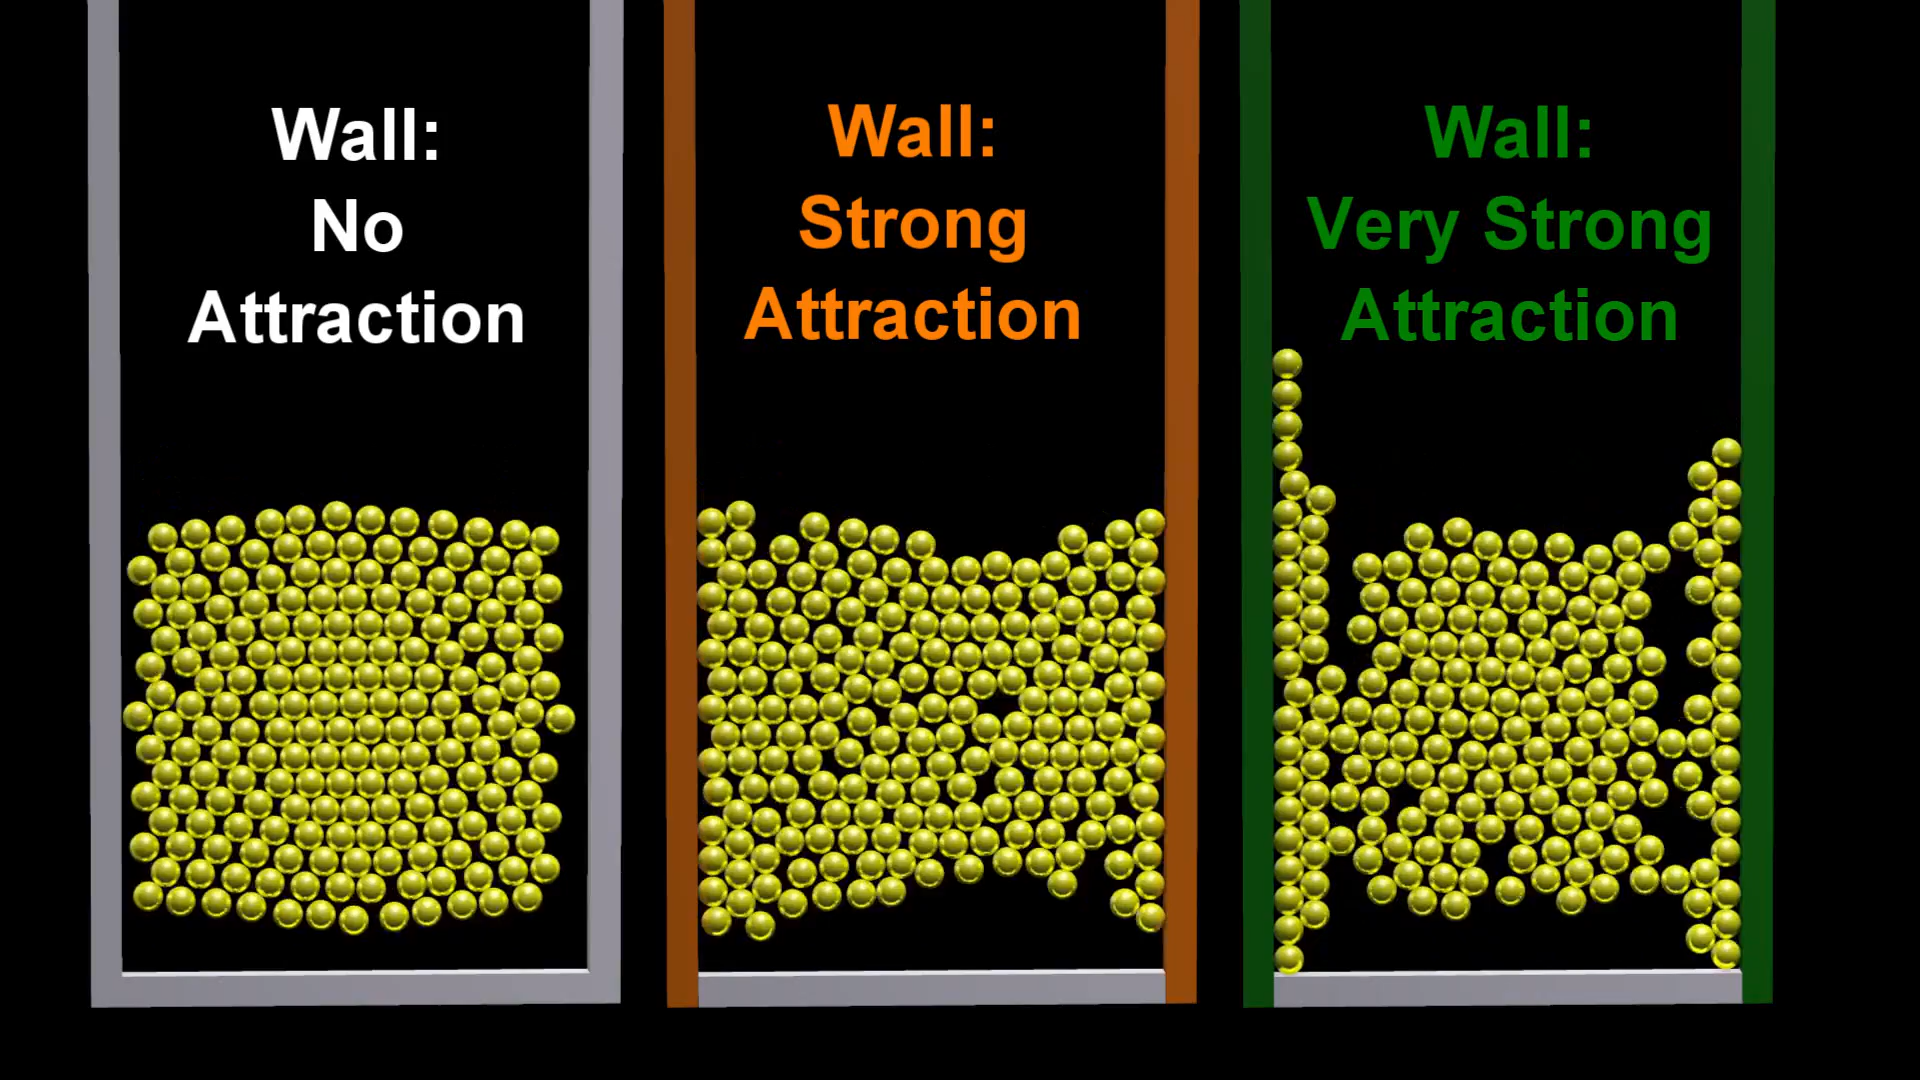 Wall:
No
Attraction
Wall:
Strong
Attraction
Wall:
Very Strong
Attraction